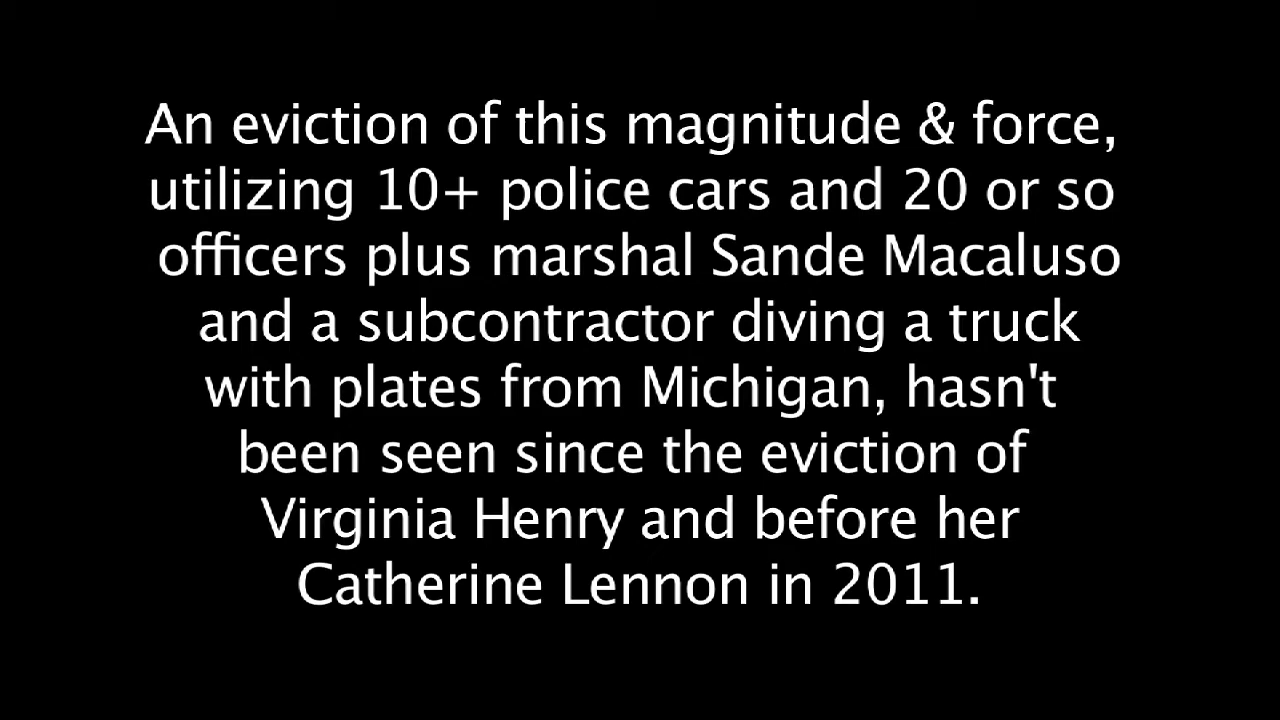 An eviction of this magnitude & force,
utilizing 10+ police cars and 20 or so
officers plus marshal Sande Macaluso
and a subcontractor diving a truck
with plates from Michigan, hasn't
been seen since the eviction of
Virginia Henry and before her
Catherine Lennon in 2011.